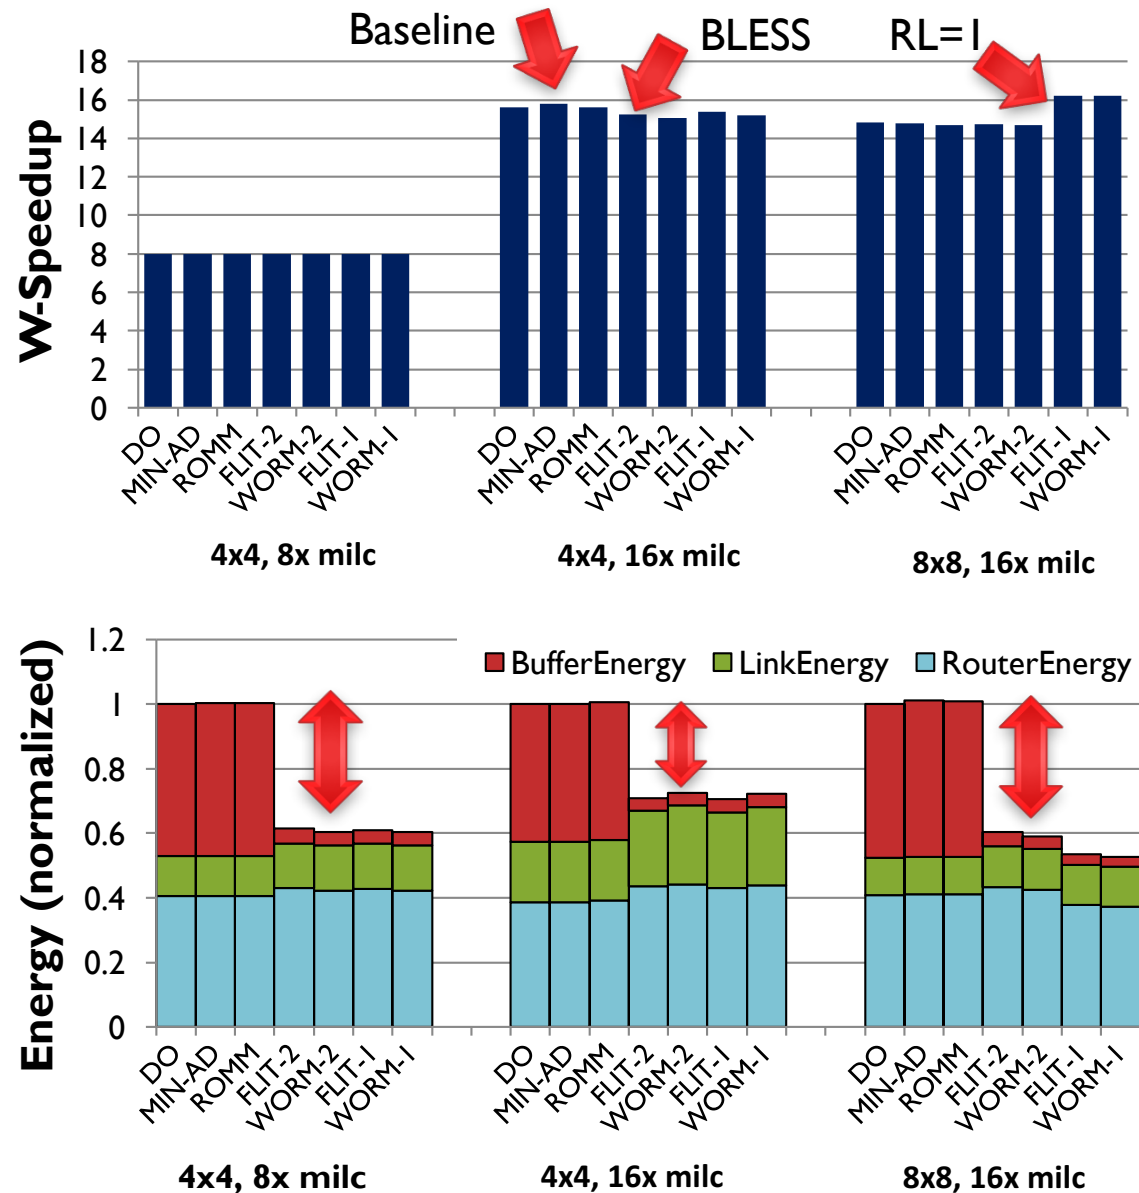 Baseline BLESS RL=1
W-Speedup
18
16
14
12
10
8
6
4
2
0
DO MIN-AD ROMM FLIT-2 WORM-2 FLIT-1 WORM-1 DO MIN-AD ROMM FLIT-2 WORM-2 FLIT-1 WORM-1 DO MIN-AD ROMM FLIT-2 WORM-2 FLIT-1 WORM-1
4x4, 8x milc 4x4, 16x milc 8x8, 16x milc
Energy (normalized)
BufferEnergy LinkEnergy RouterEnergy
1.2
1
0.8
0.6
0.4
0.2
0
DO MIN-AD ROMM FLIT-2 WORM-2 FLIT-1 WORM-1 DO MIN-AD ROMM FLIT-2 WORM-2 FLIT-1 WORM-1 DO MIN-AD ROMM FLIT-2 WORM-2 FLIT-1 WORM-1
4x4, 8x milc 4x4, 16x milc 8x8, 16x milc